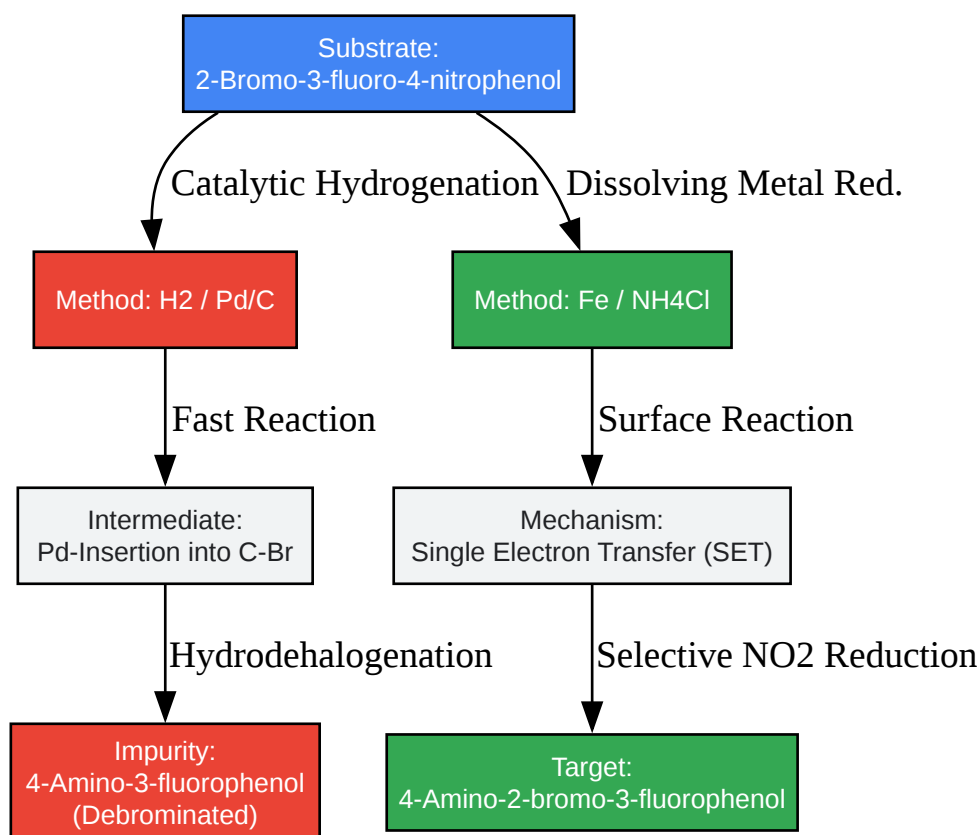 Substrate:
2-Bromo-3-fluoro-4-nitrophenol
Catalytic Hydrogenation
Dissolving Metal Red.
Method: H2 / Pd/C
Method: Fe / NH4Cl
Fast Reaction
Surface Reaction
Intermediate:
Pd-Insertion into C-Br
Mechanism:
Single Electron Transfer (SET)
Hydrodehalogenation
Selective NO2 Reduction
Impurity:
4-Amino-3-fluorophenol
(Debrominated)
Target:
4-Amino-2-bromo-3-fluorophenol